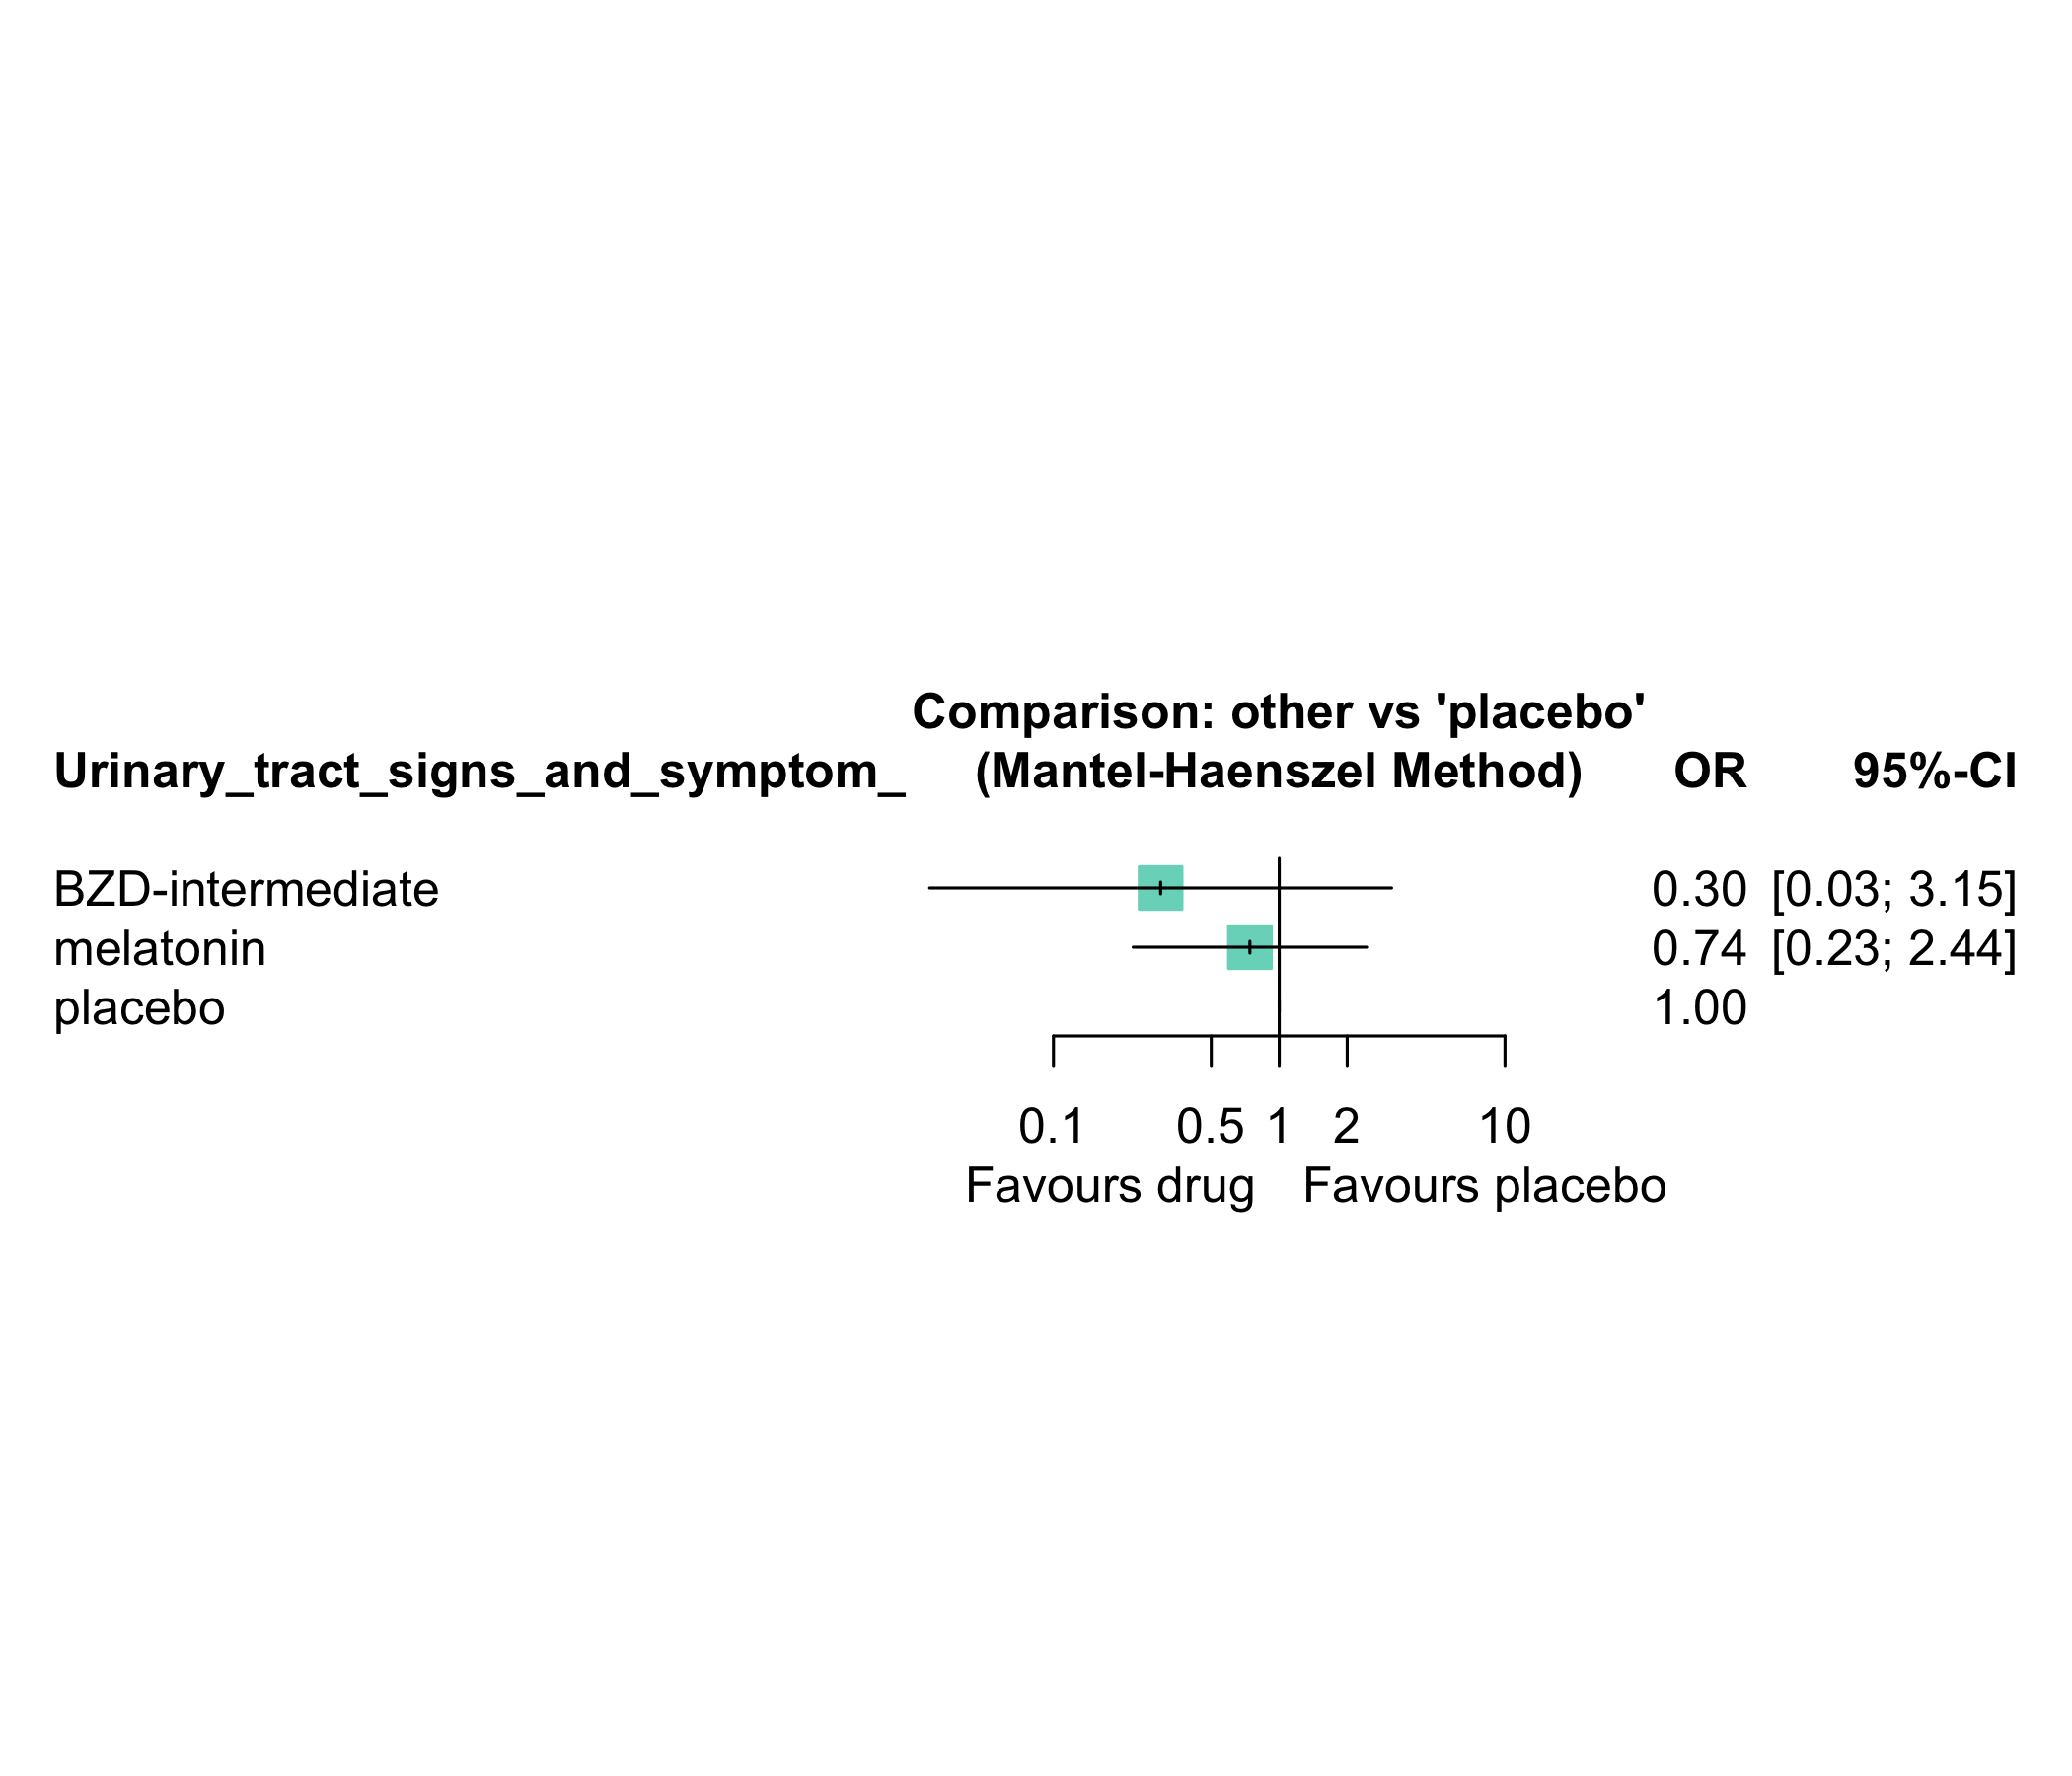 Comparison: other vs 'placebo'
Urinary_tract_signs_and_symptom_ (Mantel-Haenszel Method) OR 95%-CI
BZD-intermediate 0.30 [0.03; 3.15]
melatonin 0.74 [0.23; 2.44]
placebo 1.00
0.1 0.5 1 2 10
Favours drug Favours placebo